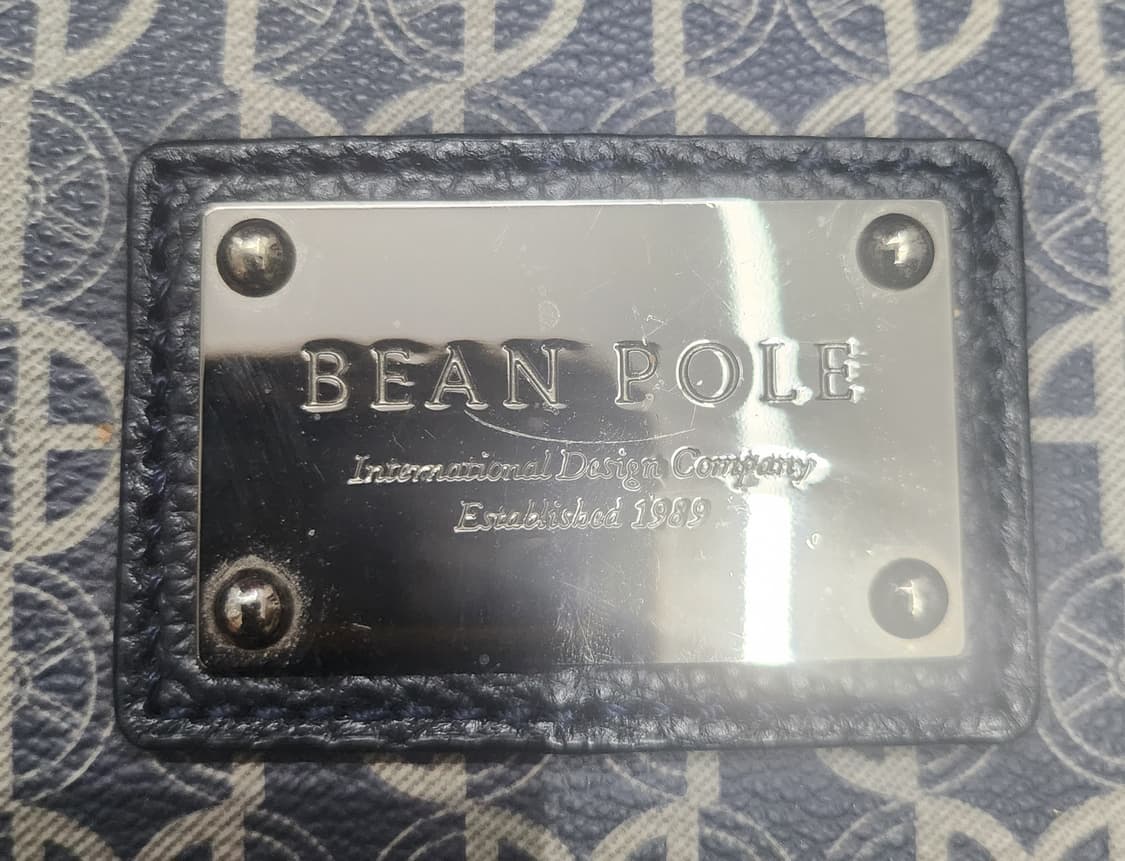 BEAN POLE
International Design Company
Established 1989